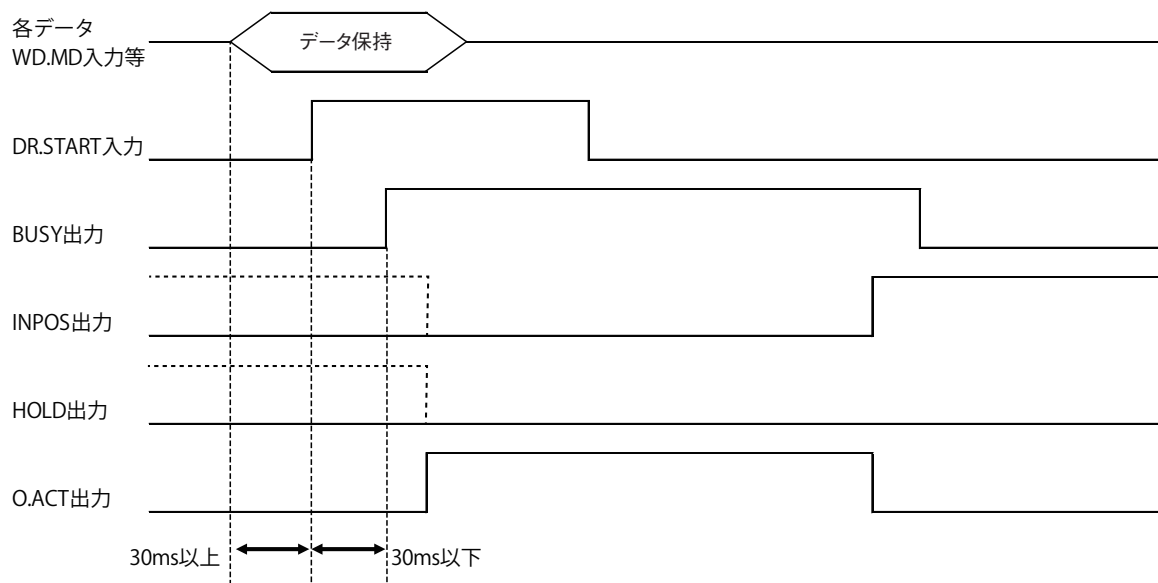 各データ
WD.MD入力等
データ保持
DR.START入力
BUSY出力
INPOS出力
HOLD出力
O.ACT出力
30ms以上
30ms以下